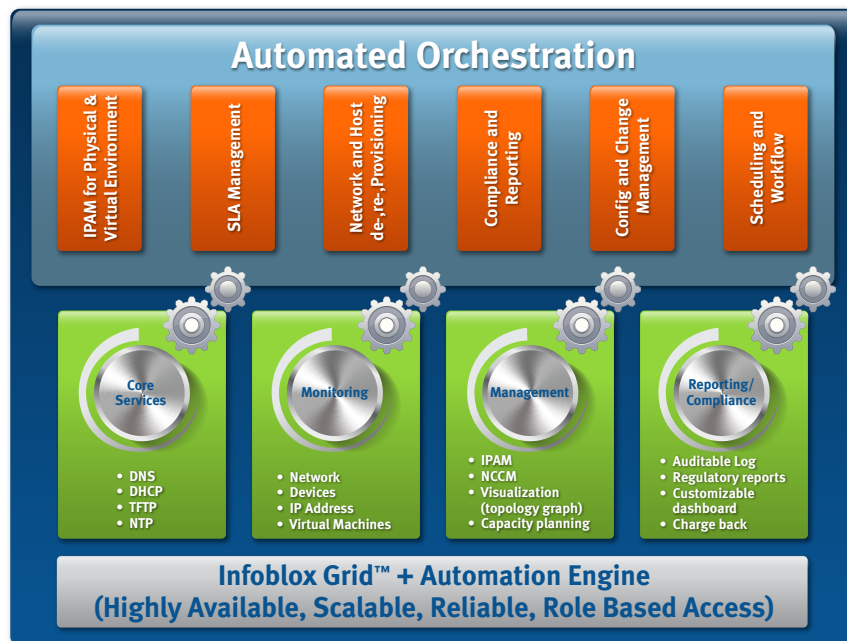 Automated Orchestration
IPAM for Physical &
Virtual Environment
SLA Management
Network and Host
de-,re-,Provisioning
Compliance and
Reporting
Config and Change
Management
Scheduling and
Workflow
Core
Services
• DNS
• DHCP
• TFTP
• NTP
Monitoring
• Network
• Devices
• IP Address
• Virtual Machines
Management
• IPAM
• NCCM
• Visualization
(topology graph)
• Capacity planning
Reporting/
Compliance
• Auditable Log
• Regulatory reports
• Customizable
dashboard
• Charge back
Infoblox Grid™ + Automation Engine
(Highly Available, Scalable, Reliable, Role Based Access)